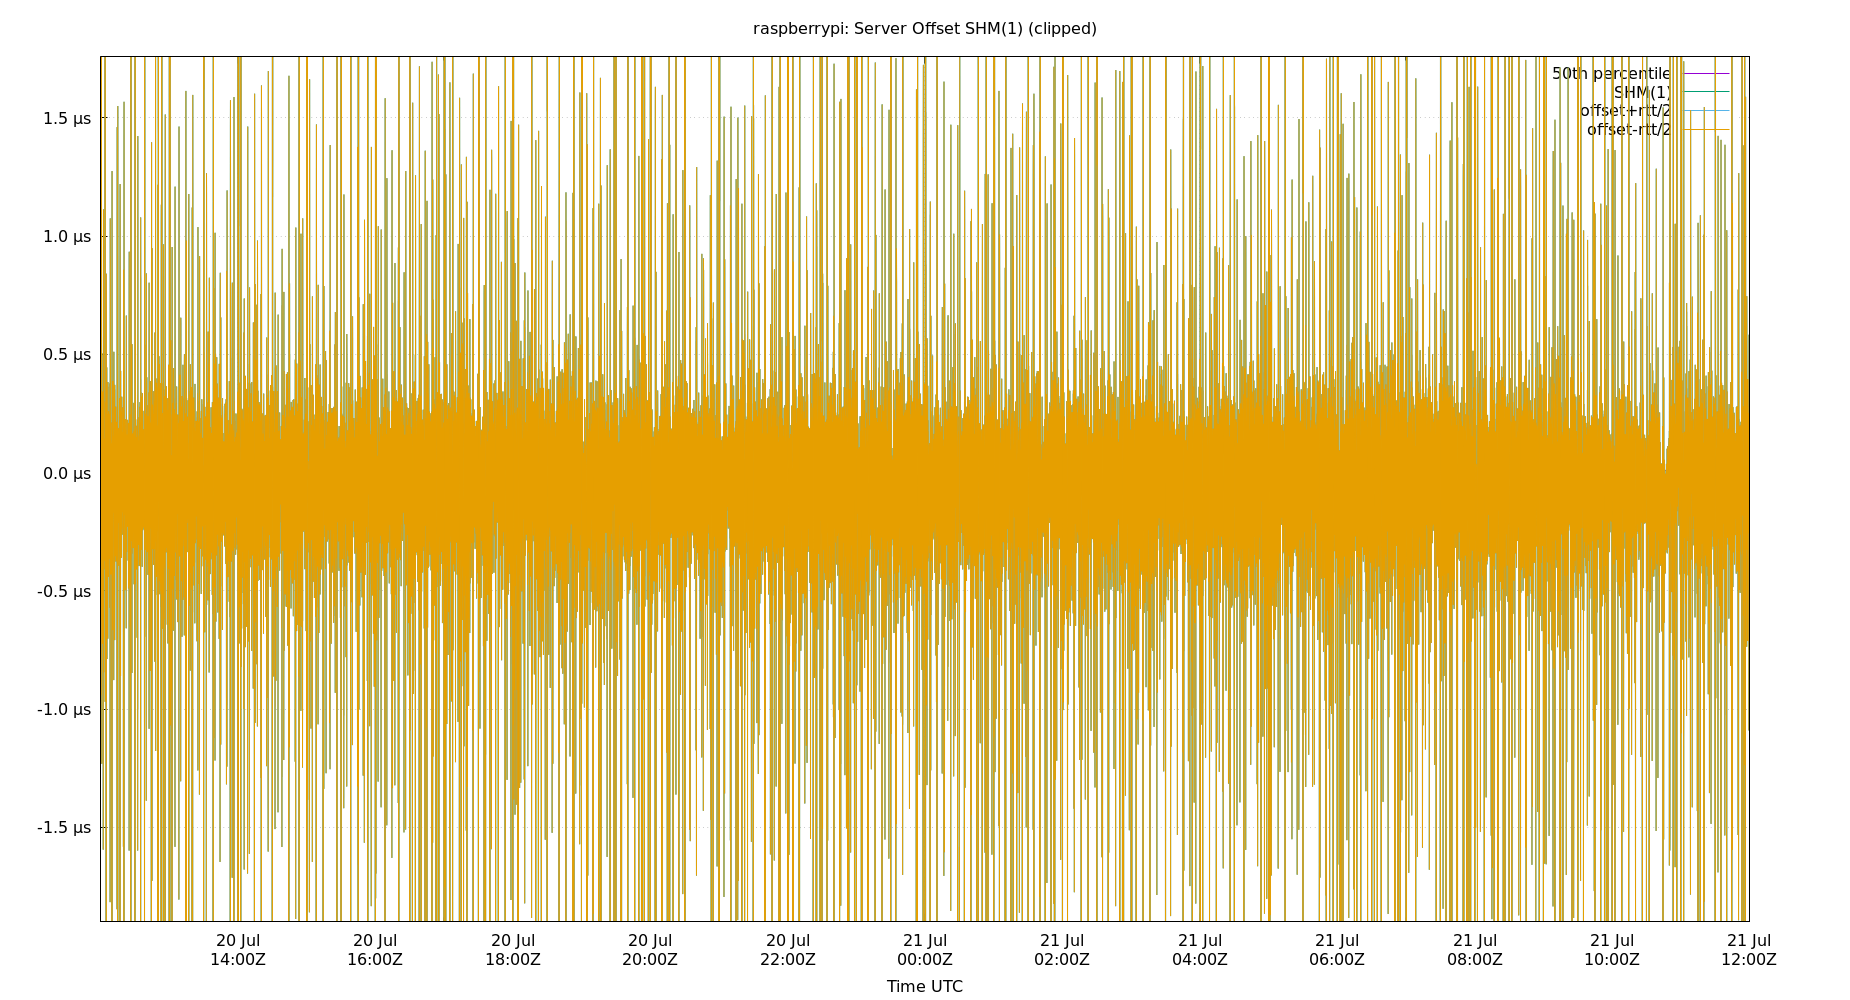 raspberrypi: Server Offset SHM(1) (clipped)
50th percentile
SHM(1)
offset+rtt/2
offset-rtt/2
1.5 µs
1.0 µs
0.5 µs
0.0 µs
-0.5 µs
-1.0 µs
-1.5 µs
20 Jul 20 Jul 20 Jul 20 Jul 20 Jul 21 Jul 21 Jul 21 Jul 21 Jul 21 Jul 21 Jul 21 Jul
14:00Z 16:00Z 18:00Z 20:00Z 22:00Z 00:00Z 02:00Z 04:00Z 06:00Z 08:00Z 10:00Z 12:00Z
Time UTC